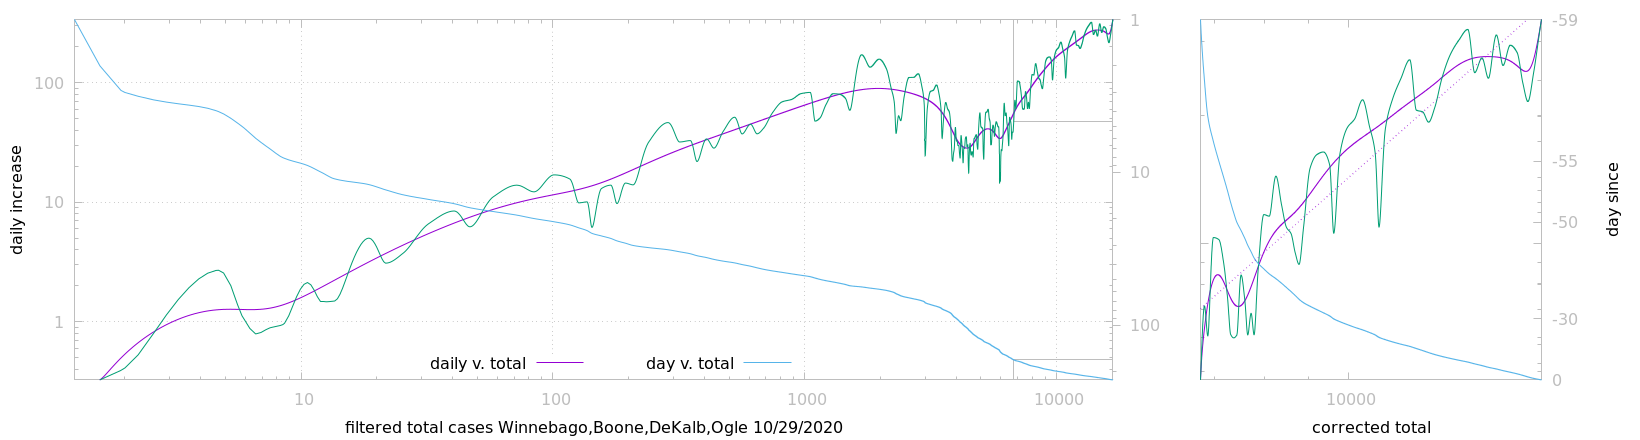 daily increase
100
10
1
10
100
1000
10000
daily v. total
day v. total
filtered total cases Winnebago,Boone,DeKalb,Ogle 10/29/2020
1
10
100
10000
corrected total
-59
-55
-50
-30
0
day since